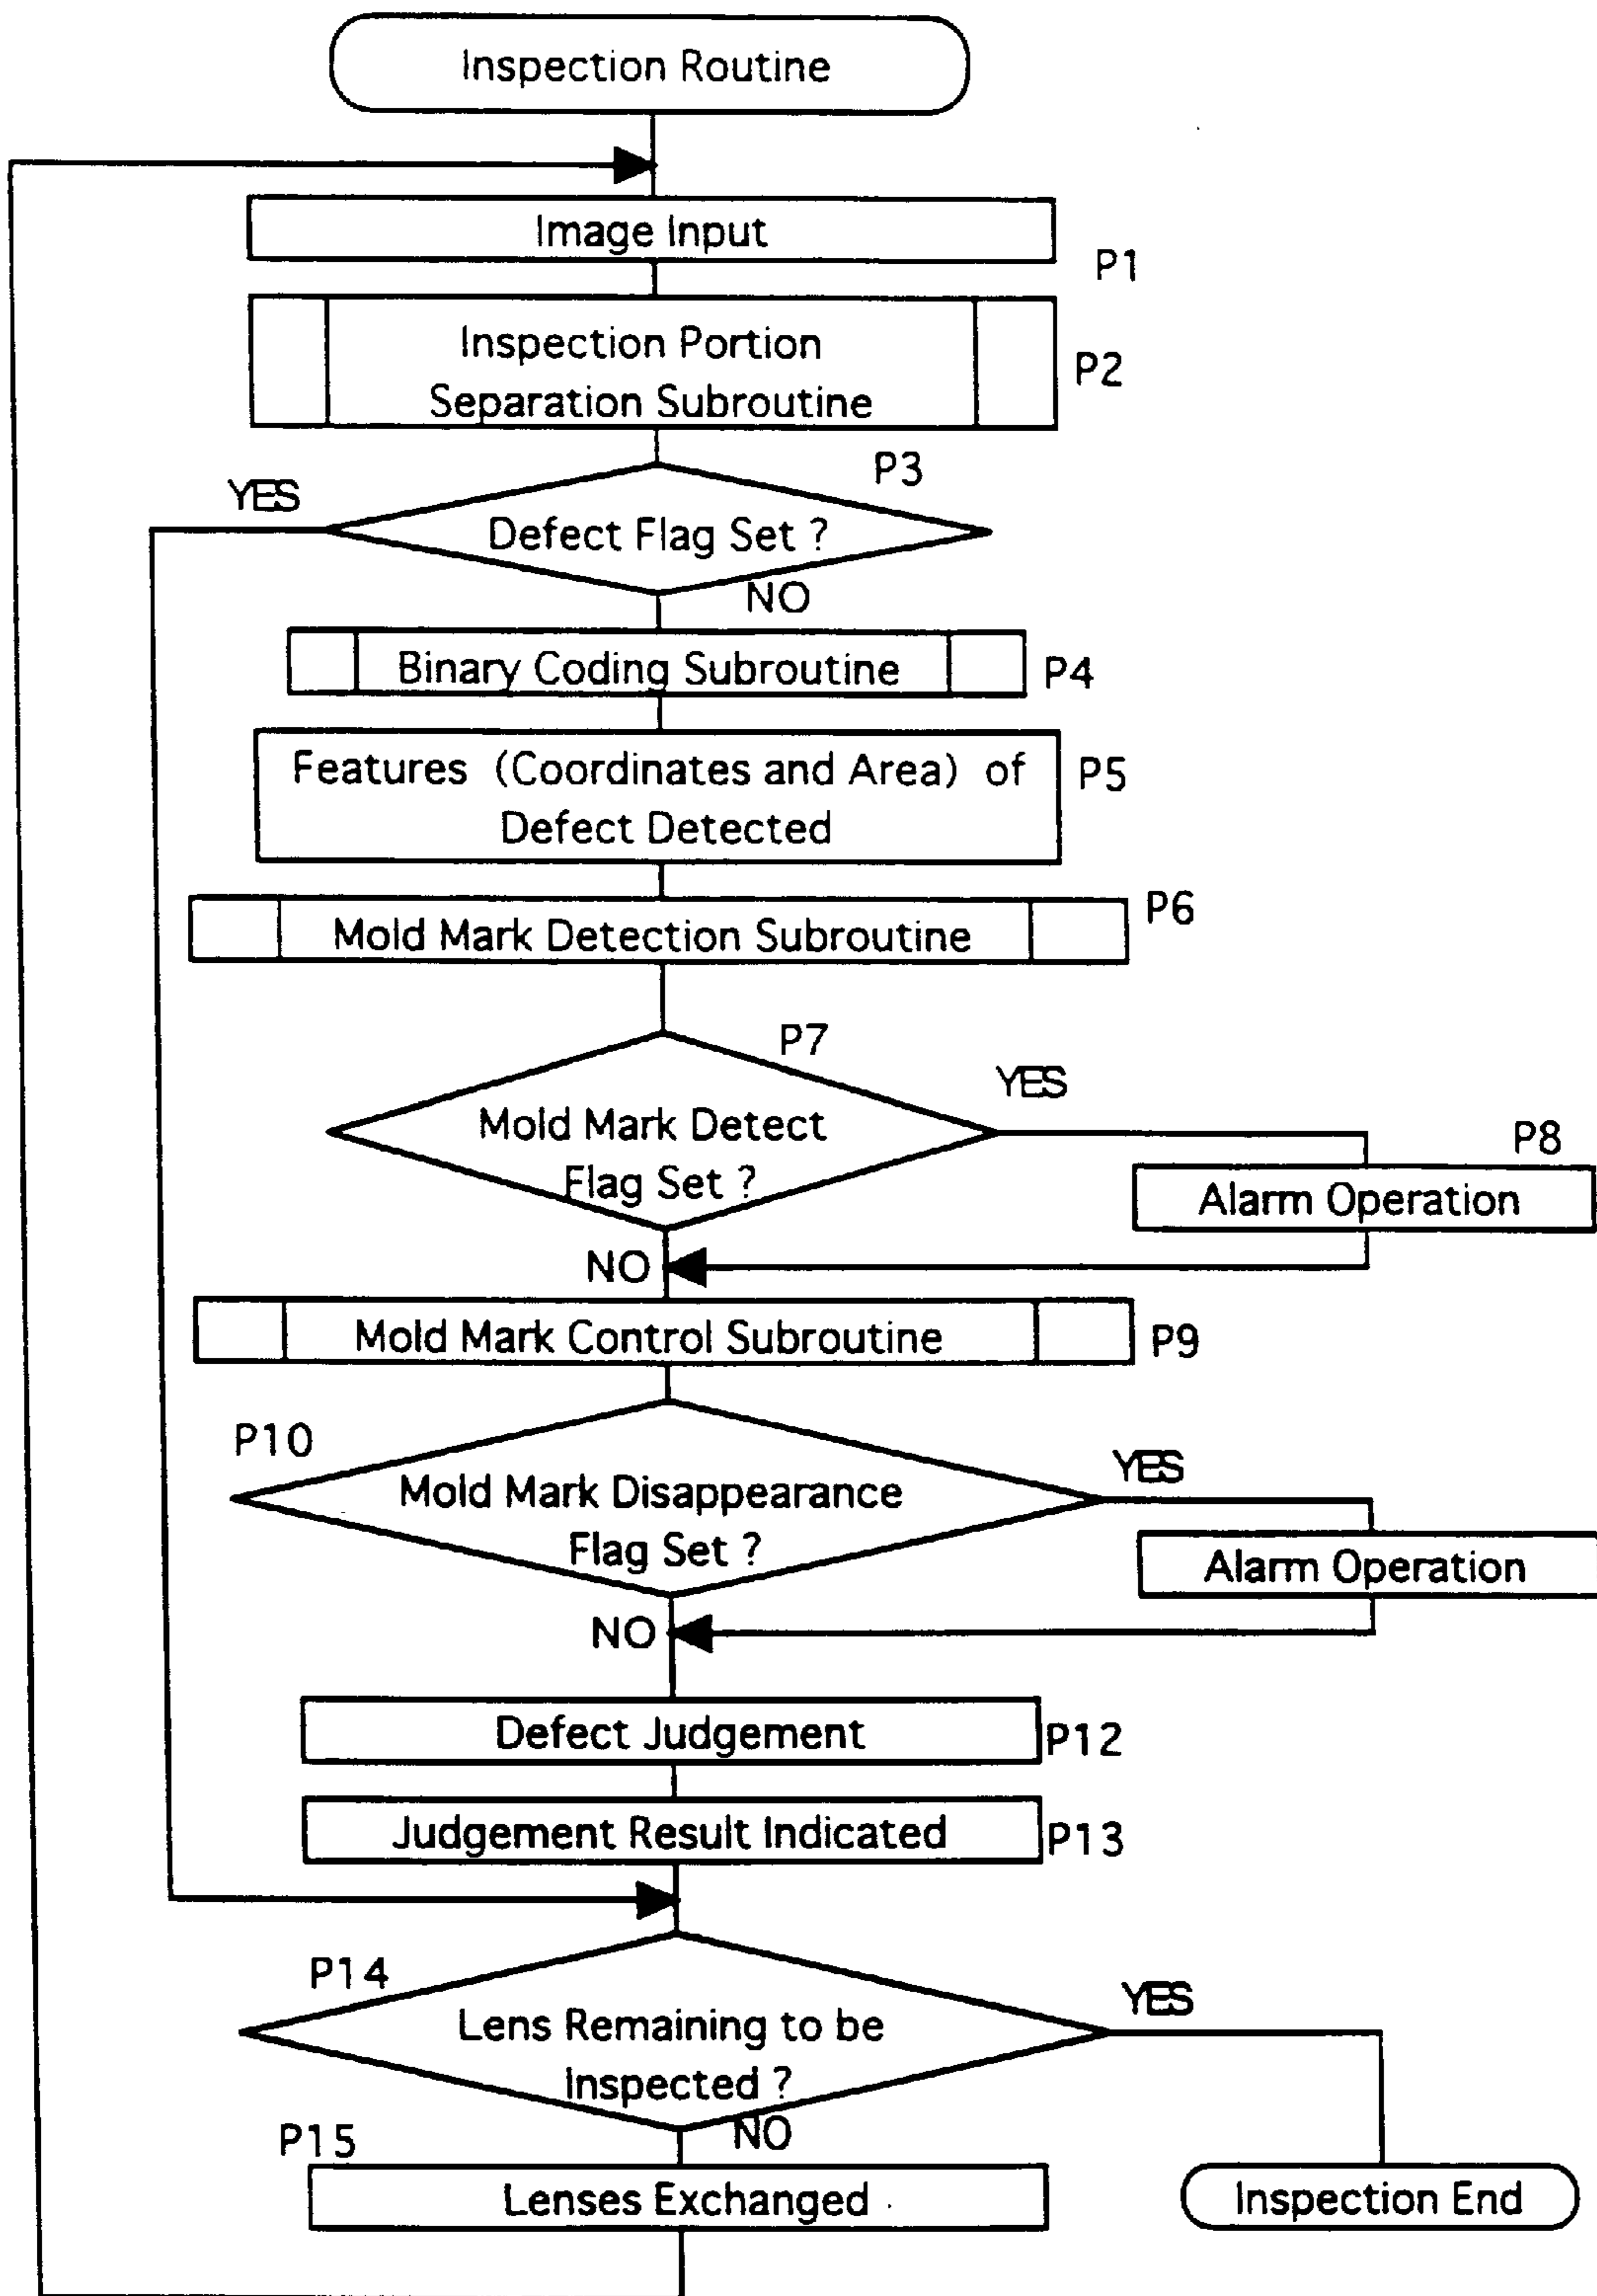 Inspection Routine
Image Input
P1
Inspection Portion
Separation Subroutine
P2
P3
YES
Defect Flag Set ?
NO
Binary Coding Subroutine
P4
Features (Coordinates and Area) of
Defect Detected
P5
P6
Mold Mark Detection Subroutine
P7
YES
Mold Mark Detect
Flag Set ?
P8
Alarm Operation
NO
Mold Mark Control Subroutine
P9
P10
YES
Mold Mark Disappearance
Flag Set ?
Alarm Operation
NO
Defect Judgement
P12
Judgement Result Indicated
P13
P14
YES
Lens Remaining to be
Inspected ?
NO
P15
Lenses Exchanged
Inspection End